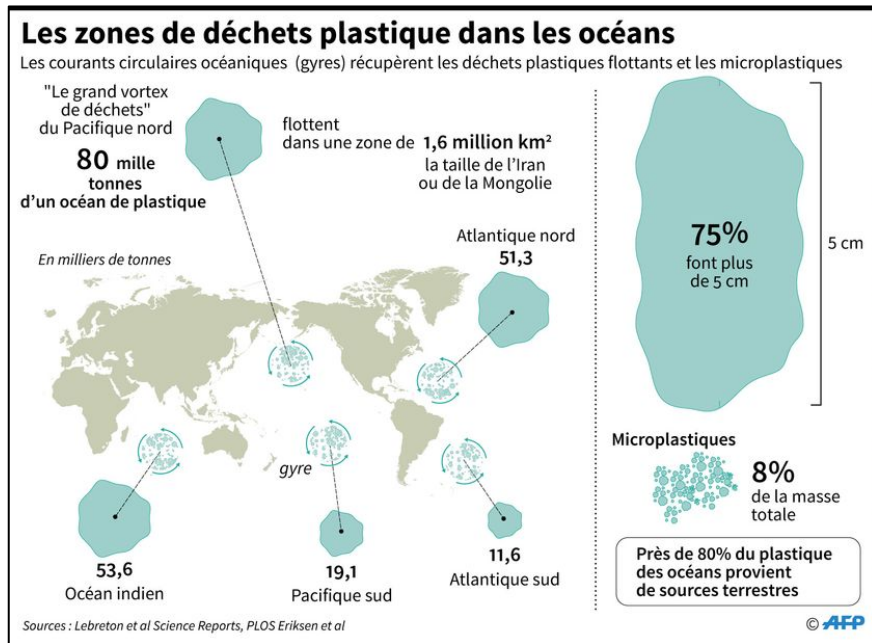 Les zones de déchets plastique dans les océans
Les courants circulaires océaniques (gyres) récupèrent les déchets plastiques flottants et les microplastiques
"Le grand vortex
de déchets"
du Pacifique nord
80 mille
tonnes
d'un océan de plastique
flottent
dans une zone de 1,6 million km²
la taille de l'Iran
ou de la Mongolie
En milliers de tonnes
Atlantique nord
51,3
gyre
53,6
Océan indien
19,1
Pacifique sud
11,6
Atlantique sud
75%
font plus
de 5 cm
5 cm
Microplastiques
8%
de la masse
totale
Près de 80% du plastique
des océans provient
de sources terrestres
Sources : Lebreton et al Science Reports, PLOS Eriksen et al
© AFP